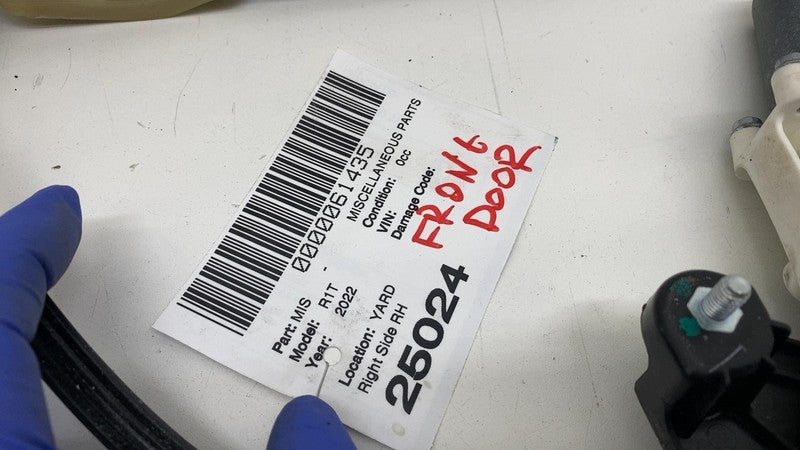 0000061435
Part: MIS - MISCELLANEOUS PARTS
Model: R1T Condition: 0cc
Year: 2022 VIN:
Damage Code:
Location: YARD
Right Side RH
25024
FRONT
DOOR